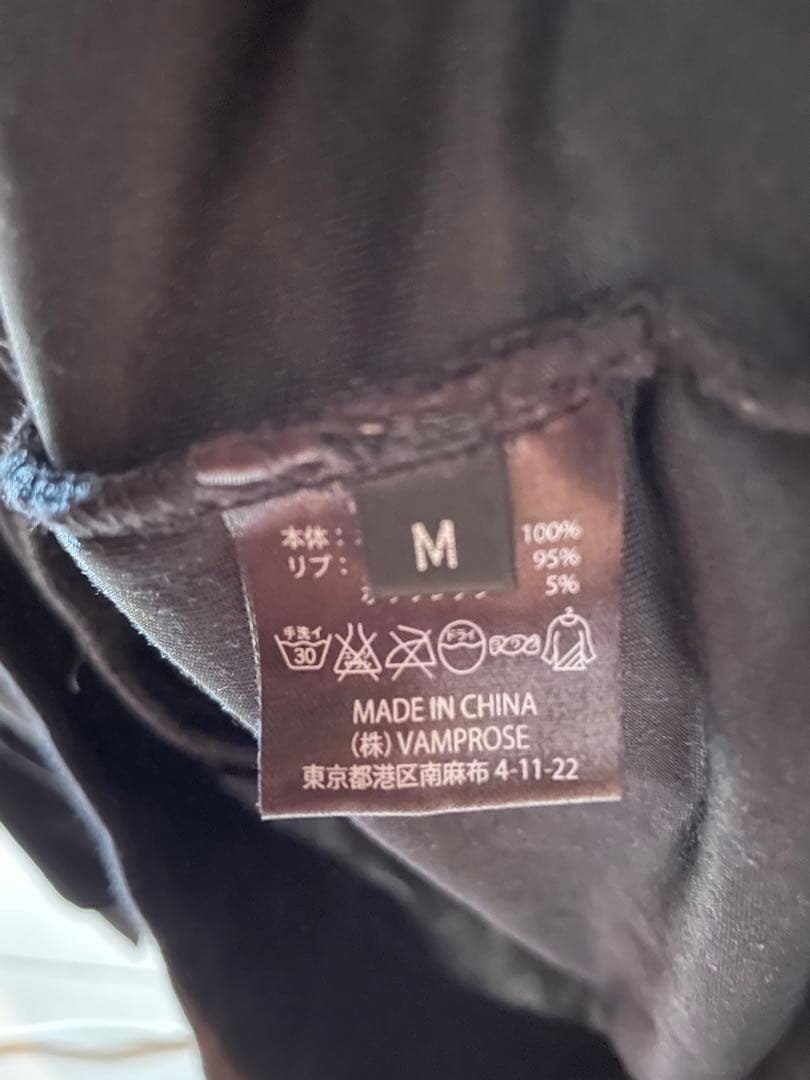 M
本体: 100%
リブ: 95%
5%
手洗イ 30 ドライ
MADE IN CHINA
(株) VAMPROSE
東京都港区南麻布 4-11-22